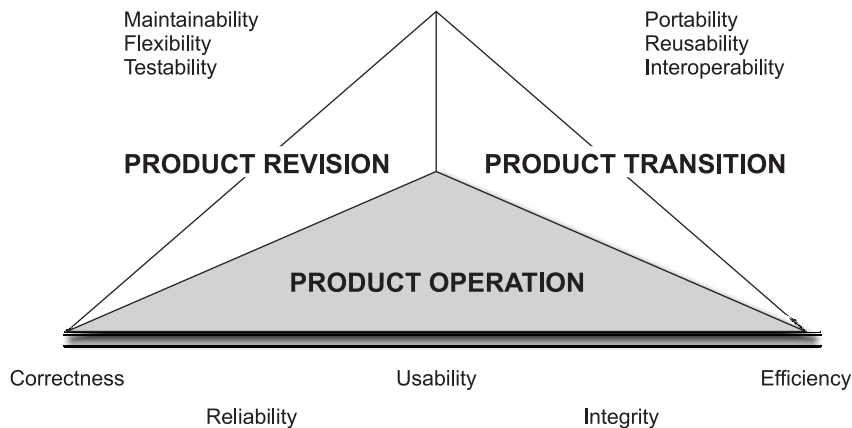 Maintainability
Flexibility
Testability
Portability
Reusability
Interoperability
PRODUCT REVISION
PRODUCT TRANSITION
PRODUCT OPERATION
Correctness
Usability
Efficiency
Reliability
Integrity